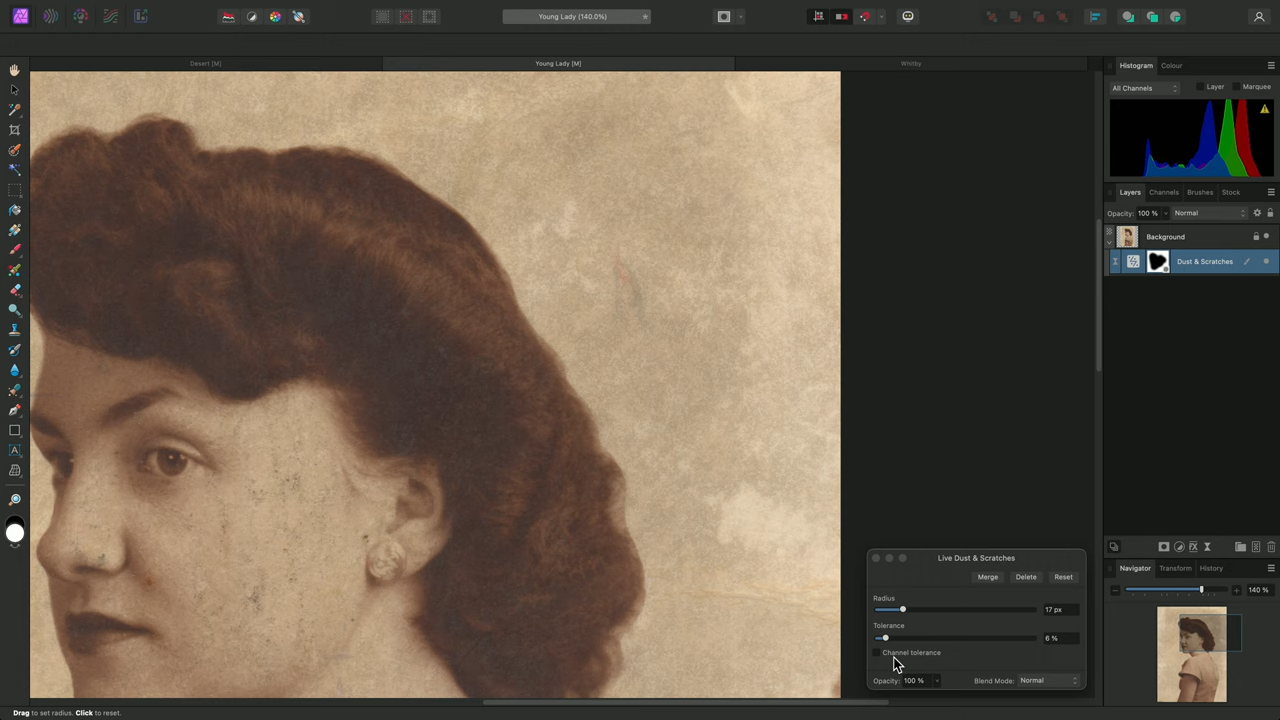 Young Lady (140.0%)
Desert [M]
Young Lady [M]
Whitby
Histogram
Colour
All Channels
Layer
Marquee
Layers
Channels
Brushes
Stock
Opacity: 100 %
Normal
Background
Dust & Scratches
Live Dust & Scratches
Merge
Delete
Reset
Radius
17 px
Tolerance
6 %
Channel tolerance
Opacity: 100 %
Blend Mode: Normal
Navigator
Transform
History
140 %
Drag to set radius. Click to reset.